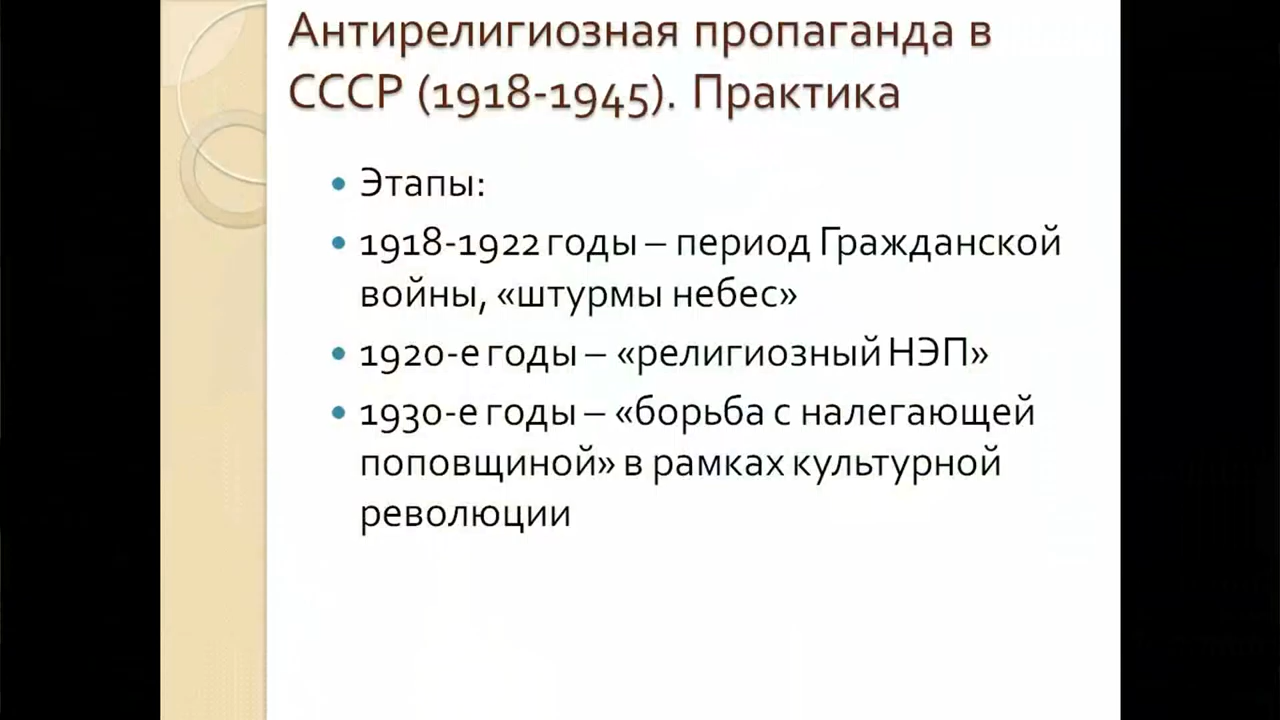 Антирелигиозная пропаганда в
СССР (1918-1945). Практика
• Этапы:
• 1918-1922 годы – период Гражданской
войны, «штурмы небес»
• 1920-е годы – «религиозный НЭП»
• 1930-е годы – «борьба с налегающей
поповщиной» в рамках культурной
революции